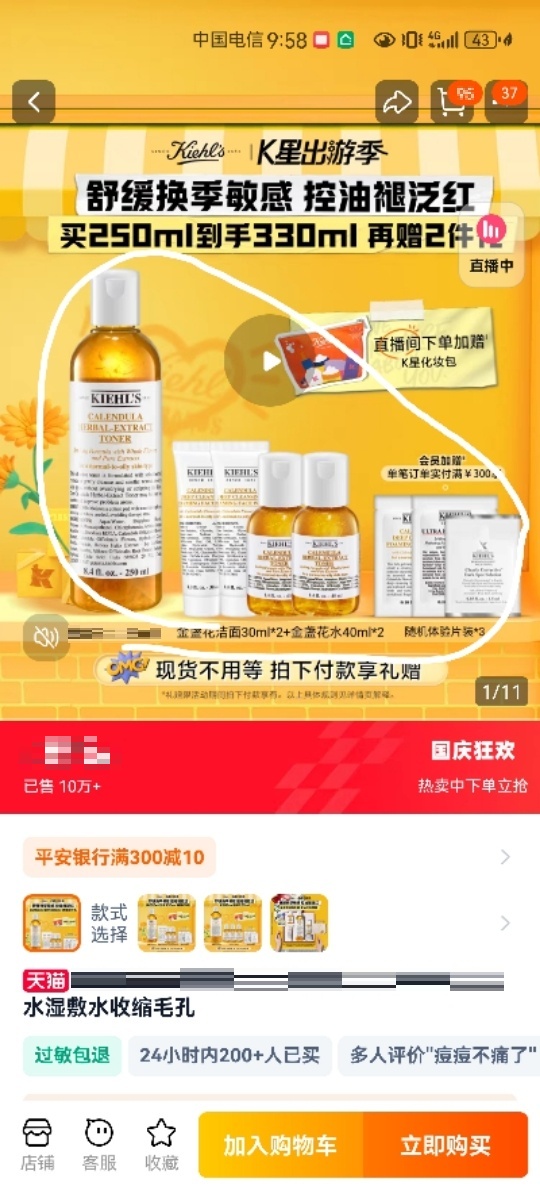 中国电信 9:58
4G
43
95
37
Kiehl's
K星出游季
舒缓换季敏感 控油褪泛红
买250ml到手330ml 再赠2件
直播中
直播间下单加赠
K星化妆包
KIEHL'S
CALENDULA
HERBAL-EXTRACT
TONER
8.4 fl. oz. - 250 ml
会员加赠
单笔订单实付满¥300
金盏花洁面30ml*2+金盏花水40ml*2
随机体验片装*3
OMG!
现货不用等 拍下付款享礼赠
1/11
国庆狂欢
已售 10万+
热卖中下单立抢
平安银行满300减10
款式
选择
天猫
水湿敷水收缩毛孔
过敏包退
24小时内200+人已买
多人评价"痘痘不痛了"
店铺
客服
收藏
加入购物车
立即购买